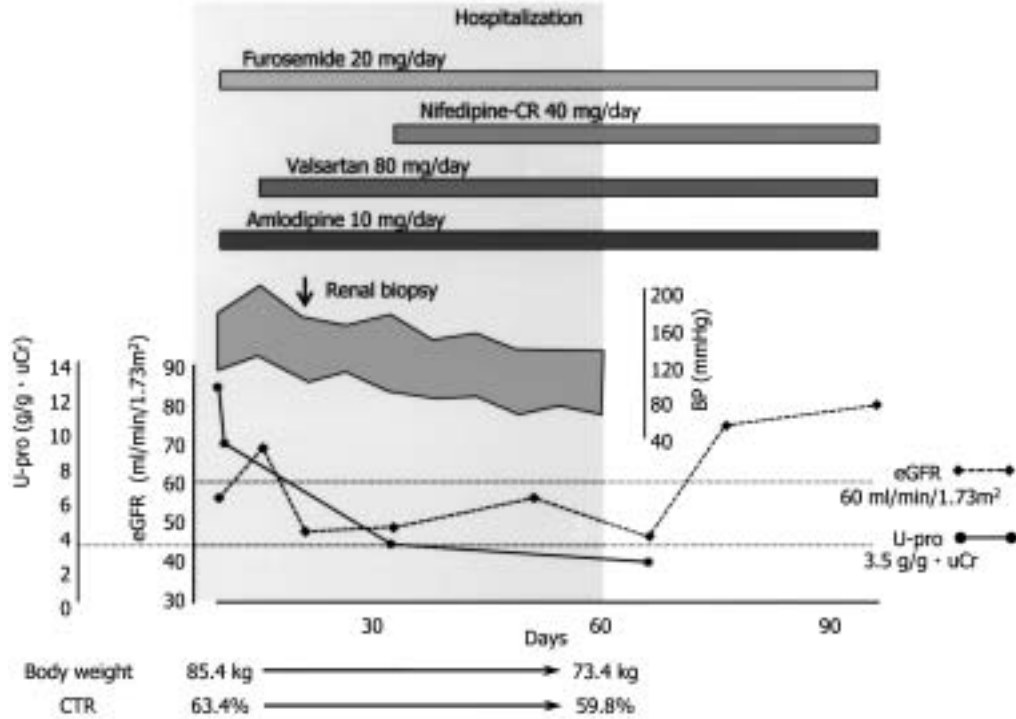 Hospitalization
Furosemide 20 mg/day
Nifedipine-CR 40 mg/day
Valsartan 80 mg/day
Amlodipine 10 mg/day
Renal biopsy
200
160
120
80
40
BP (mmHg)
U-pro (g/g・uCr)
14
12
10
8
6
4
2
0
eGFR (ml/min/1.73m²)
90
80
70
60
50
40
30
eGFR
60 ml/min/1.73m²
U-pro
3.5 g/g・uCr
30 60 90
Days
Body weight 85.4 kg 73.4 kg
CTR 63.4% 59.8%